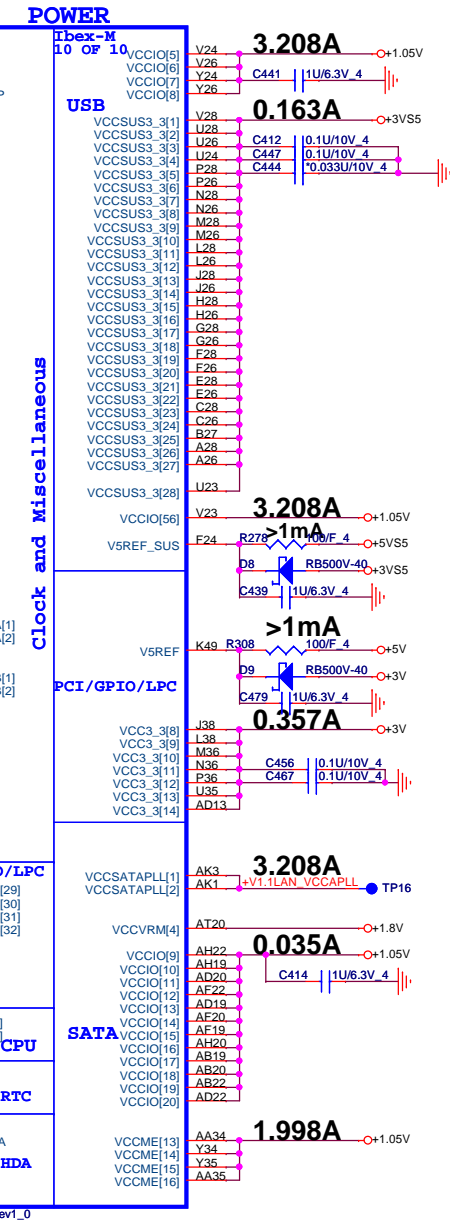 POWER
Ibex-M
10 OF 10
USB
VCCIO[5] V24 3.208A +1.05V
VCCIO[6] V26
VCCIO[7] Y24 C441 1U/6.3V_4
VCCIO[8] Y26
VCCSUS3_3[1] V28 0.163A +3VS5
VCCSUS3_3[2] U28
VCCSUS3_3[3] U26 C412 0.1U/10V_4
VCCSUS3_3[4] U24 C447 0.1U/10V_4
VCCSUS3_3[5] P28 C444 *0.033U/10V_4
VCCSUS3_3[6] P26
VCCSUS3_3[7] N28
VCCSUS3_3[8] N26
VCCSUS3_3[9] M28
VCCSUS3_3[10] M26
VCCSUS3_3[11] L28
VCCSUS3_3[12] L26
VCCSUS3_3[13] J28
VCCSUS3_3[14] J26
VCCSUS3_3[15] H28
VCCSUS3_3[16] H26
VCCSUS3_3[17] G28
VCCSUS3_3[18] G26
VCCSUS3_3[19] F28
VCCSUS3_3[20] F26
VCCSUS3_3[21] E28
VCCSUS3_3[22] E26
VCCSUS3_3[23] C28
VCCSUS3_3[24] C26
VCCSUS3_3[25] B27
VCCSUS3_3[26] A28
VCCSUS3_3[27] A26
VCCSUS3_3[28] U23
Clock and Miscellaneous
VCCIO[56] V23 3.208A +1.05V
>1mA
V5REF_SUS F24 R278 100/F_4 +5VS5
D8 RB500V-40 +3VS5
C439 1U/6.3V_4
>1mA
V5REF K49 R308 100/F_4 +5V
D9 RB500V-40 +3V
C479 1U/6.3V_4
PCI/GPIO/LPC
VCC3_3[8] J38 0.357A +3V
VCC3_3[9] L38
VCC3_3[10] M36
VCC3_3[11] N36 C456 0.1U/10V_4
VCC3_3[12] P36 C467 0.1U/10V_4
VCC3_3[13] U35
VCC3_3[14] AD13
[1]
[2]
[1]
[2]
O/LPC
[29]
[30]
[31]
[32]
VCCSATAPLL[1] AK3 3.208A
VCCSATAPLL[2] AK1 +V1.1LAN_VCCAPLL TP16
VCCVRM[4] AT20 +1.8V
VCCIO[9] AH22 0.035A +1.05V
VCCIO[10] AH19
VCCIO[11] AD20 C414 1U/6.3V_4
VCCIO[12] AF22
VCCIO[13] AD19
VCCIO[14] AF20
VCCIO[15] AF19
VCCIO[16] AH20
VCCIO[17] AB19
VCCIO[18] AB20
VCCIO[19] AB22
VCCIO[20] AD22
SATA
CPU
RTC
VCCME[13] AA34 1.998A +1.05V
VCCME[14] Y34
VCCME[15] Y35
VCCME[16] AA35
A
HDA
ev1_0